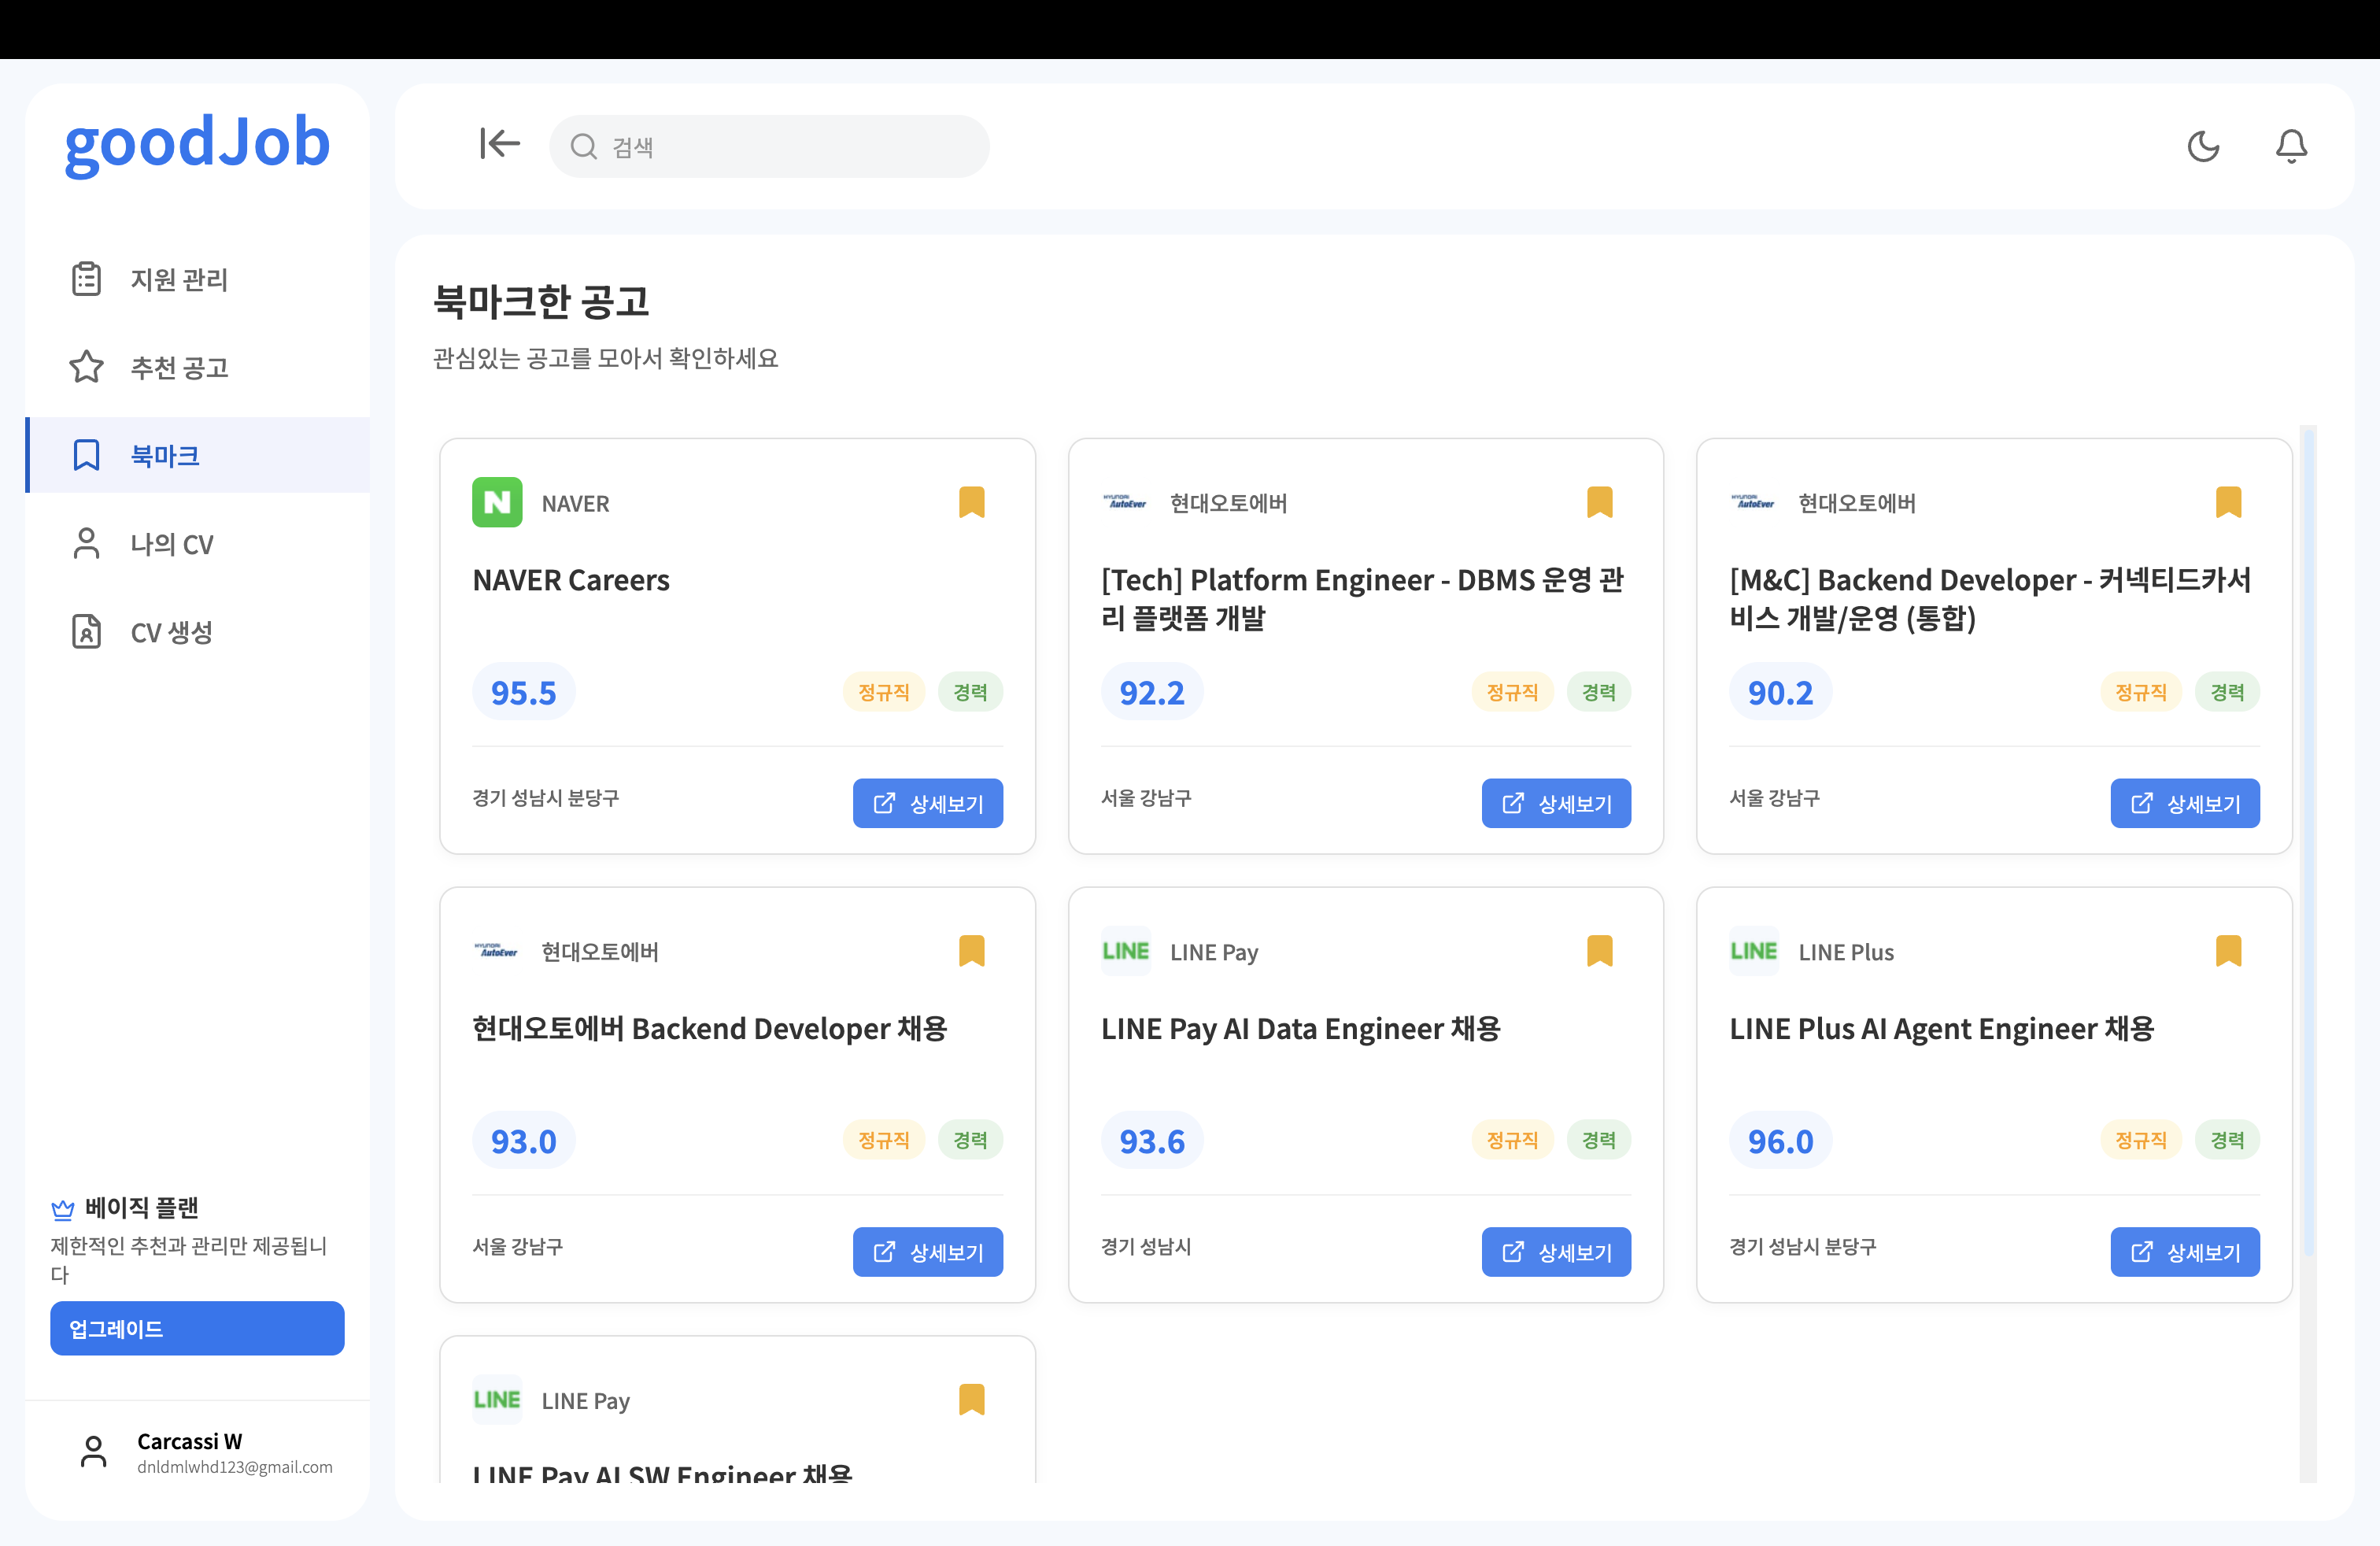 goodJob
지원 관리
추천 공고
북마크
나의 CV
CV 생성
베이직 플랜
제한적인 추천과 관리만 제공됩니
다
업그레이드
Carcassi W
dnldmlwhd123@gmail.com
검색
북마크한 공고
관심있는 공고를 모아서 확인하세요
N NAVER
NAVER Careers
95.5 정규직 경력
경기 성남시 분당구 상세보기
HYUNDAI
AutoEver 현대오토에버
[Tech] Platform Engineer - DBMS 운영 관
리 플랫폼 개발
92.2 정규직 경력
서울 강남구 상세보기
HYUNDAI
AutoEver 현대오토에버
[M&C] Backend Developer - 커넥티드카서
비스 개발/운영 (통합)
90.2 정규직 경력
서울 강남구 상세보기
HYUNDAI
AutoEver 현대오토에버
현대오토에버 Backend Developer 채용
93.0 정규직 경력
서울 강남구 상세보기
LINE LINE Pay
LINE Pay AI Data Engineer 채용
93.6 정규직 경력
경기 성남시 상세보기
LINE LINE Plus
LINE Plus AI Agent Engineer 채용
96.0 정규직 경력
경기 성남시 분당구 상세보기
LINE LINE Pay
LINE Pay AI SW Engineer 채용